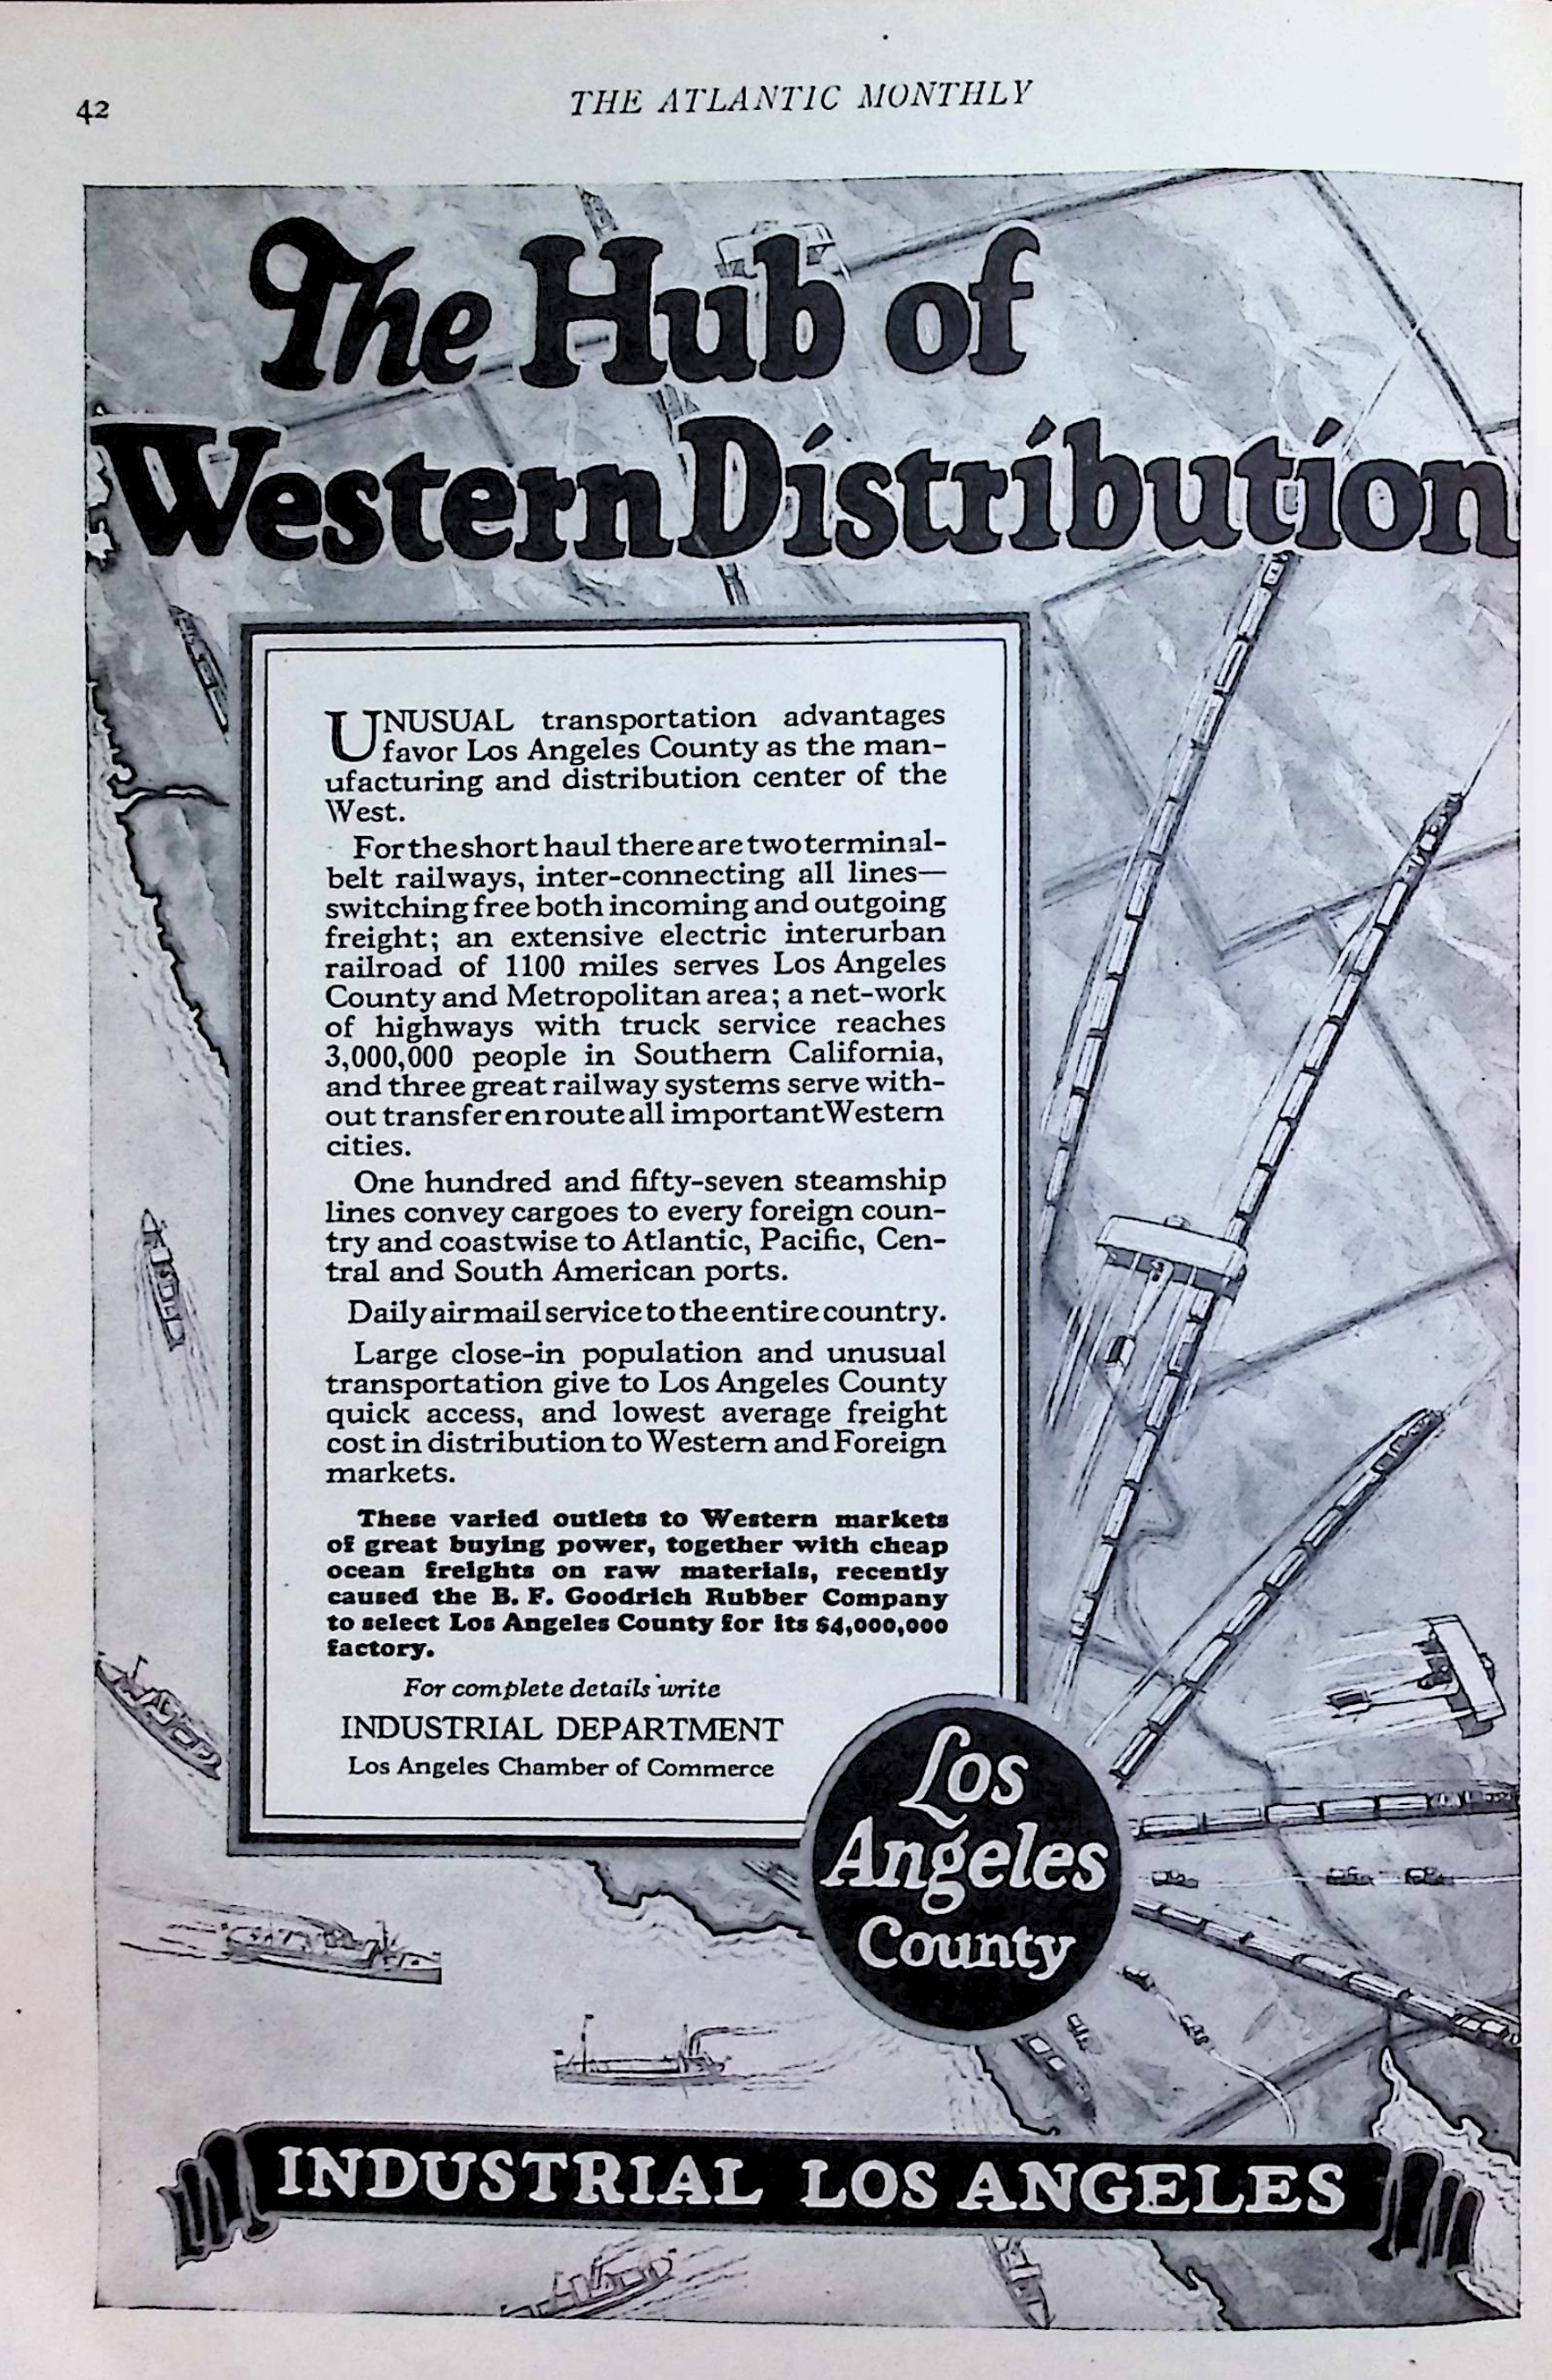 42
THE ATLANTIC MONTHLY
The Hub of
Western Distribution
UNUSUAL transportation advantages
favor Los Angeles County as the man-
ufacturing and distribution center of the
West.
For the short haul there are two terminal-
belt railways, inter-connecting all lines—
switching free both incoming and outgoing
freight; an extensive electric interurban
railroad of 1100 miles serves Los Angeles
County and Metropolitan area; a net-work
of highways with truck service reaches
3,000,000 people in Southern California,
and three great railway systems serve with-
out transfer en route all important Western
cities.
One hundred and fifty-seven steamship
lines convey cargoes to every foreign coun-
try and coastwise to Atlantic, Pacific, Cen-
tral and South American ports.
Daily air mail service to the entire country.
Large close-in population and unusual
transportation give to Los Angeles County
quick access, and lowest average freight
cost in distribution to Western and Foreign
markets.
These varied outlets to Western markets
of great buying power, together with cheap
ocean freights on raw materials, recently
caused the B. F. Goodrich Rubber Company
to select Los Angeles County for its $4,000,000
factory.
For complete details write
INDUSTRIAL DEPARTMENT
Los Angeles Chamber of Commerce
Los
Angeles
County
INDUSTRIAL LOS ANGELES